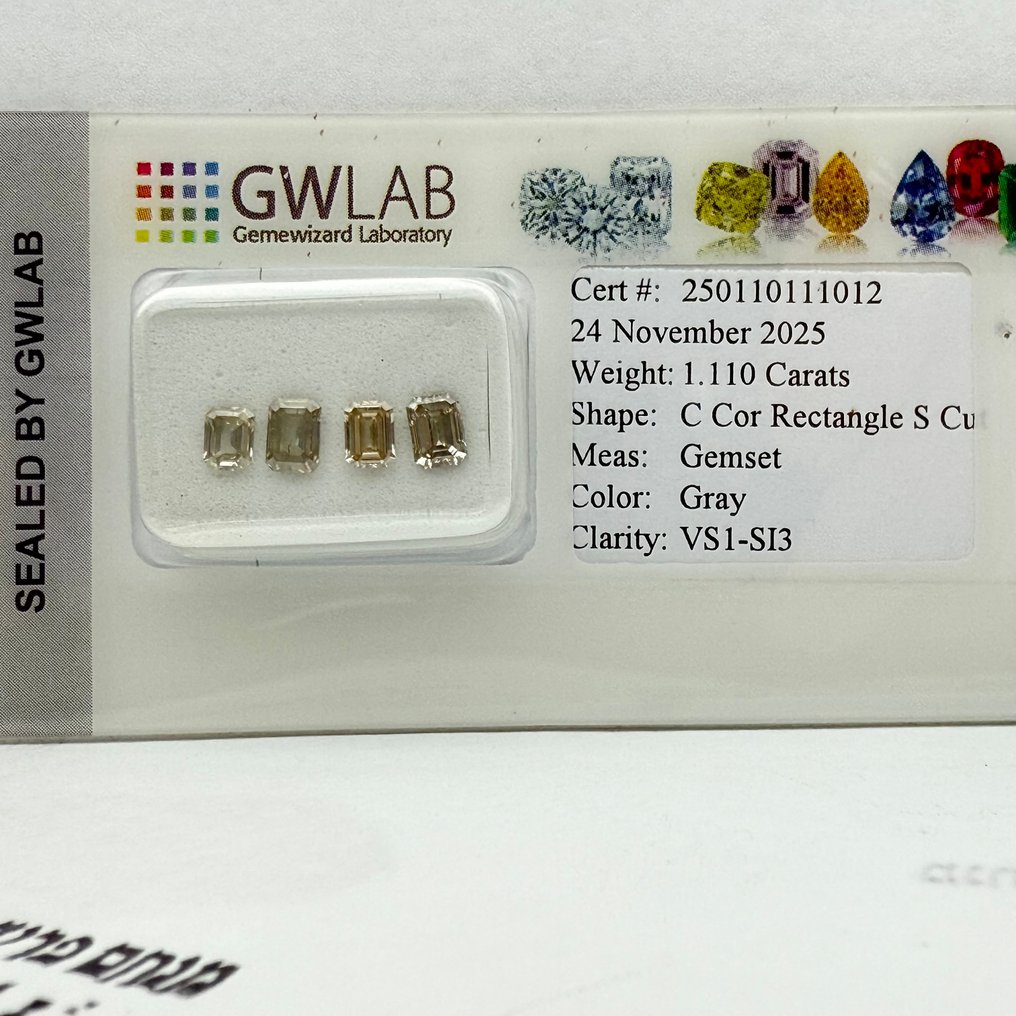 SEALED BY GWLAB
GWLAB
Gemewizard Laboratory
Cert #: 250110111012
24 November 2025
Weight: 1.110 Carats
Shape: C Cor Rectangle S Cu
Meas: Gemset
Color: Gray
Clarity: VS1-SI3
מנחם